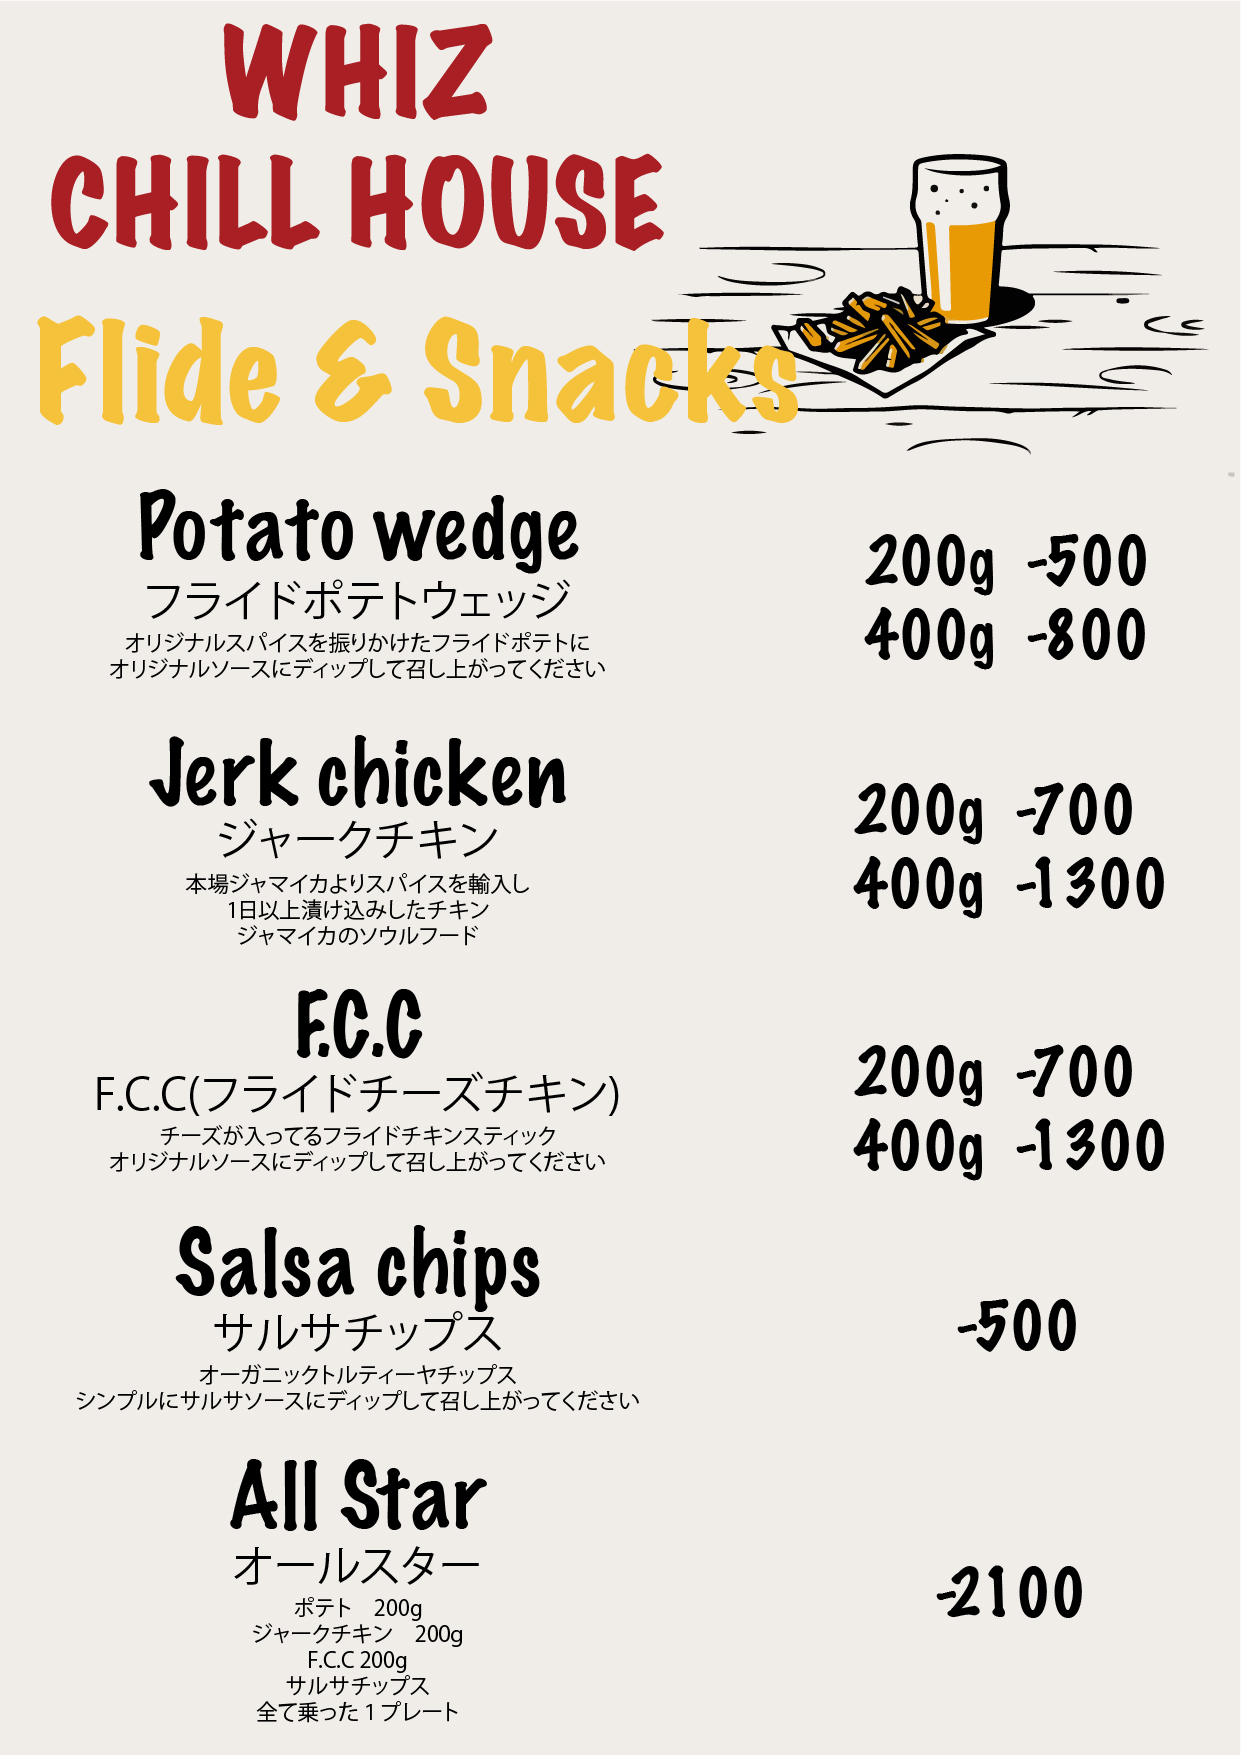 WHIZ
CHILL HOUSE
Flide & Snacks
Potato wedge
フライドポテトウェッジ
オリジナルスパイスを振りかけたフライドポテトに
オリジナルソースにディップして召し上がってください
200g -500
400g -800
Jerk chicken
ジャークチキン
本場ジャマイカよりスパイスを輸入し
1日以上漬け込みしたチキン
ジャマイカのソウルフード
200g -700
400g -1300
F.C.C
F.C.C(フライドチーズチキン)
チーズが入ってるフライドチキンスティック
オリジナルソースにディップして召し上がってください
200g -700
400g -1300
Salsa chips
サルサチップス
オーガニックトルティーヤチップス
シンプルにサルサソースにディップして召し上がってください
-500
All Star
オールスター
ポテト　200g
ジャークチキン　200g
F.C.C 200g
サルサチップス
全て乗った 1 プレート
-2100